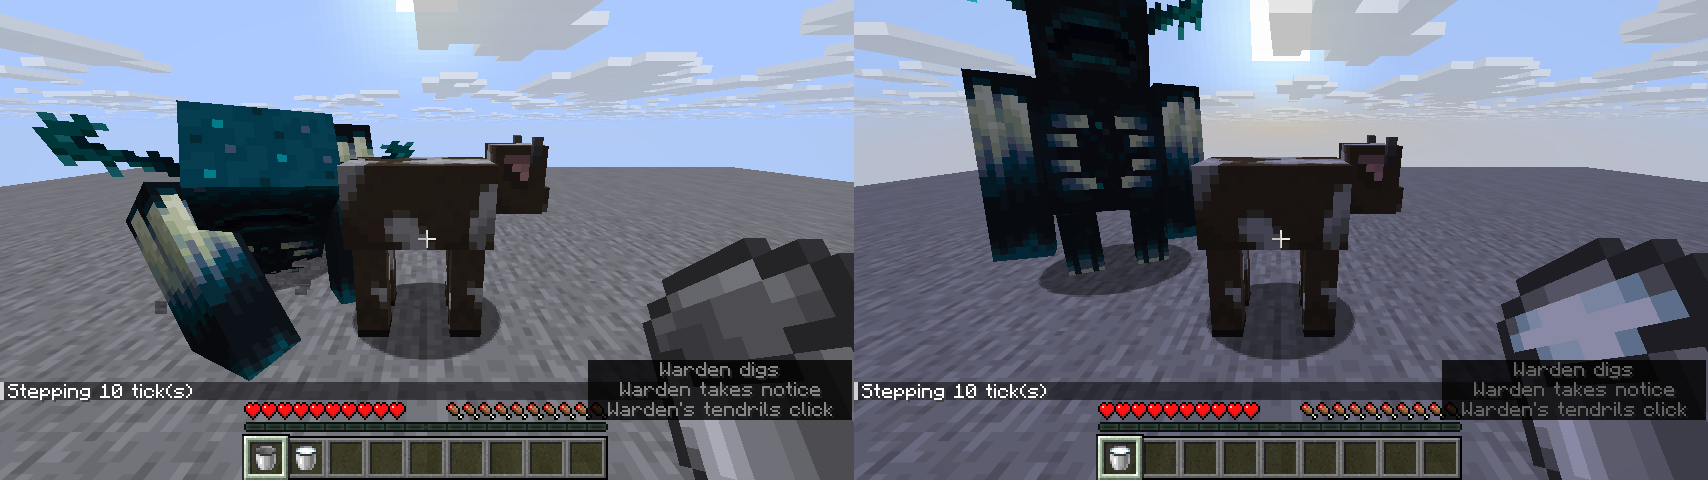 Warden digs
Warden takes notice
Stepping 10 tick(s)
Warden's tendrils click
Warden digs
Warden takes notice
Stepping 10 tick(s)
Warden's tendrils click